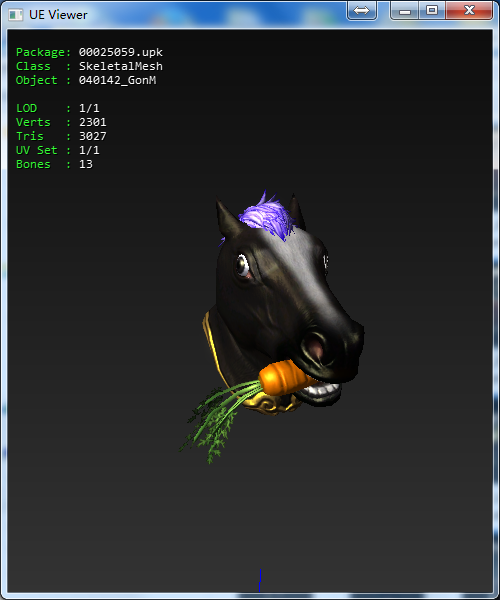 UE Viewer
Package: 00025059.upk
Class : SkeletalMesh
Object : 040142_GonM
LOD : 1/1
Verts : 2301
Tris : 3027
UV Set : 1/1
Bones : 13